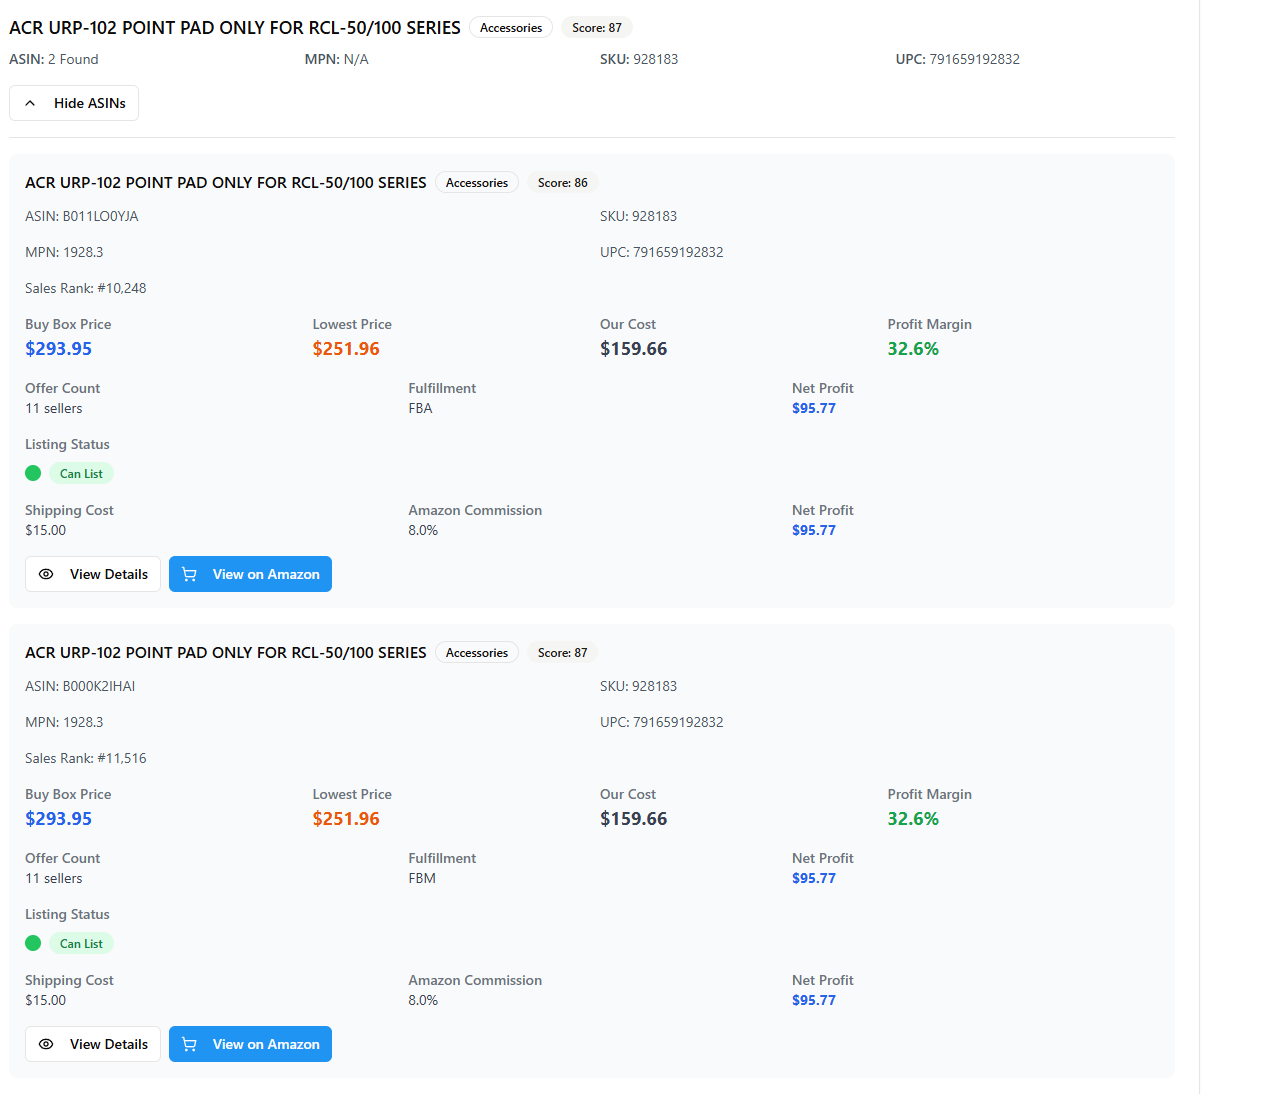 ACR URP-102 POINT PAD ONLY FOR RCL-50/100 SERIES Accessories Score: 87
ASIN: 2 Found MPN: N/A SKU: 928183 UPC: 791659192832
Hide ASINs
ACR URP-102 POINT PAD ONLY FOR RCL-50/100 SERIES Accessories Score: 86
ASIN: B011LO0YJA SKU: 928183
MPN: 1928.3 UPC: 791659192832
Sales Rank: #10,248
Buy Box Price Lowest Price Our Cost Profit Margin
$293.95 $251.96 $159.66 32.6%
Offer Count Fulfillment Net Profit
11 sellers FBA $95.77
Listing Status
Can List
Shipping Cost Amazon Commission Net Profit
$15.00 8.0% $95.77
View Details View on Amazon
ACR URP-102 POINT PAD ONLY FOR RCL-50/100 SERIES Accessories Score: 87
ASIN: B000K2IHAI SKU: 928183
MPN: 1928.3 UPC: 791659192832
Sales Rank: #11,516
Buy Box Price Lowest Price Our Cost Profit Margin
$293.95 $251.96 $159.66 32.6%
Offer Count Fulfillment Net Profit
11 sellers FBM $95.77
Listing Status
Can List
Shipping Cost Amazon Commission Net Profit
$15.00 8.0% $95.77
View Details View on Amazon